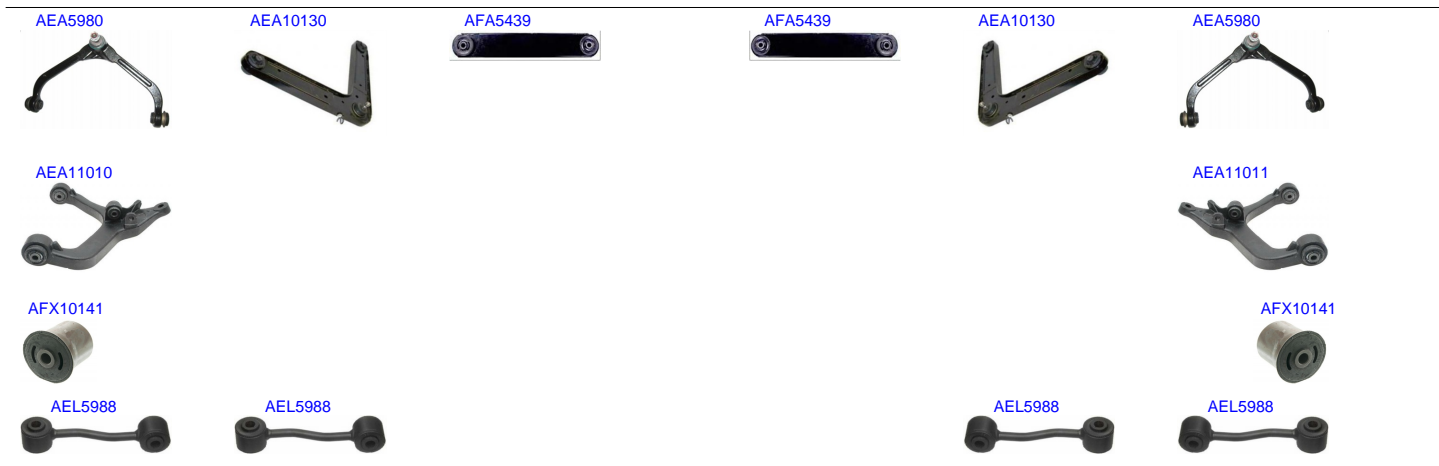 AEA5980 AEA10130 AFA5439 AFA5439 AEA10130 AEA5980
AEA11010 AEA11011
AFX10141 AFX10141
AEL5988 AEL5988 AEL5988 AEL5988